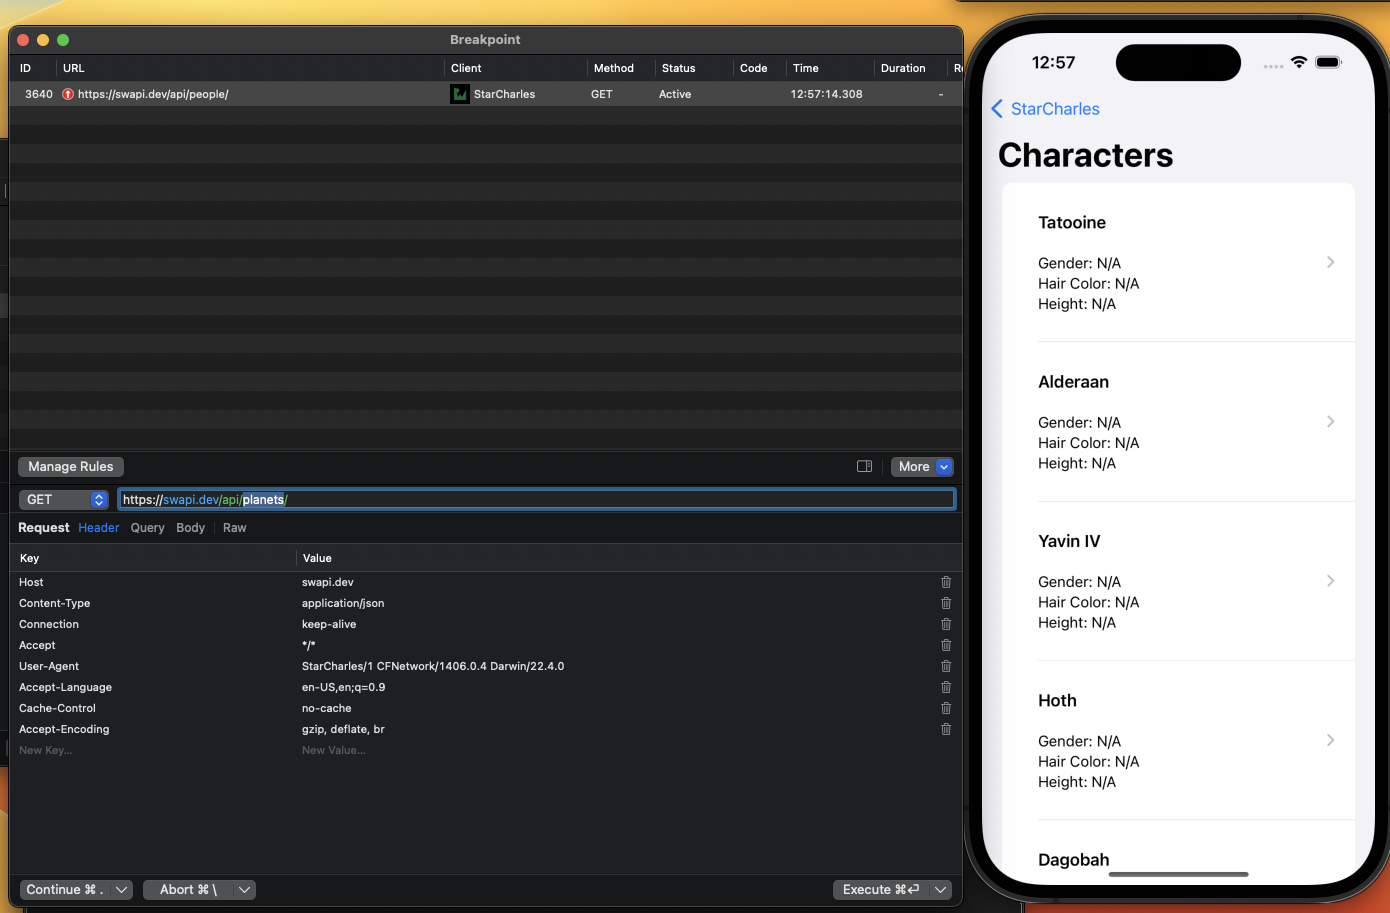 Breakpoint
ID URL Client Method Status Code Time Duration
3640 https://swapi.dev/api/people/ StarCharles GET Active 12:57:14.308 -
Manage Rules More
GET https://swapi.dev/api/planets/
Request Header Query Body Raw
Key Value
Host swapi.dev
Content-Type application/json
Connection keep-alive
Accept */*
User-Agent StarCharles/1 CFNetwork/1406.0.4 Darwin/22.4.0
Accept-Language en-US,en;q=0.9
Cache-Control no-cache
Accept-Encoding gzip, deflate, br
New Key... New Value...
Continue ⌘ . Abort ⌘ \ Execute ⌘⏎
12:57
StarCharles
Characters
Tatooine
Gender: N/A
Hair Color: N/A
Height: N/A
Alderaan
Gender: N/A
Hair Color: N/A
Height: N/A
Yavin IV
Gender: N/A
Hair Color: N/A
Height: N/A
Hoth
Gender: N/A
Hair Color: N/A
Height: N/A
Dagobah